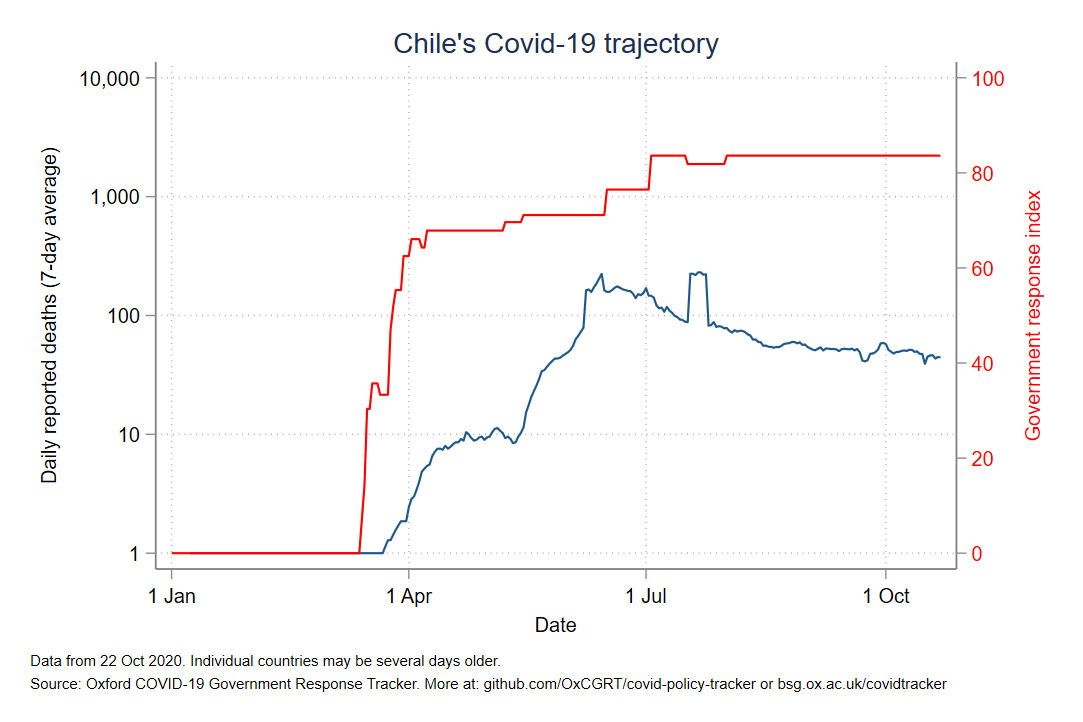 Chile's Covid-19 trajectory
10,000
1,000
100
10
1
Daily reported deaths (7-day average)
100
80
60
40
20
0
Government response index
1 Jan
1 Apr
1 Jul
1 Oct
Date
Data from 22 Oct 2020. Individual countries may be several days older.
Source: Oxford COVID-19 Government Response Tracker. More at: github.com/OxCGRT/covid-policy-tracker or bsg.ox.ac.uk/covidtracker